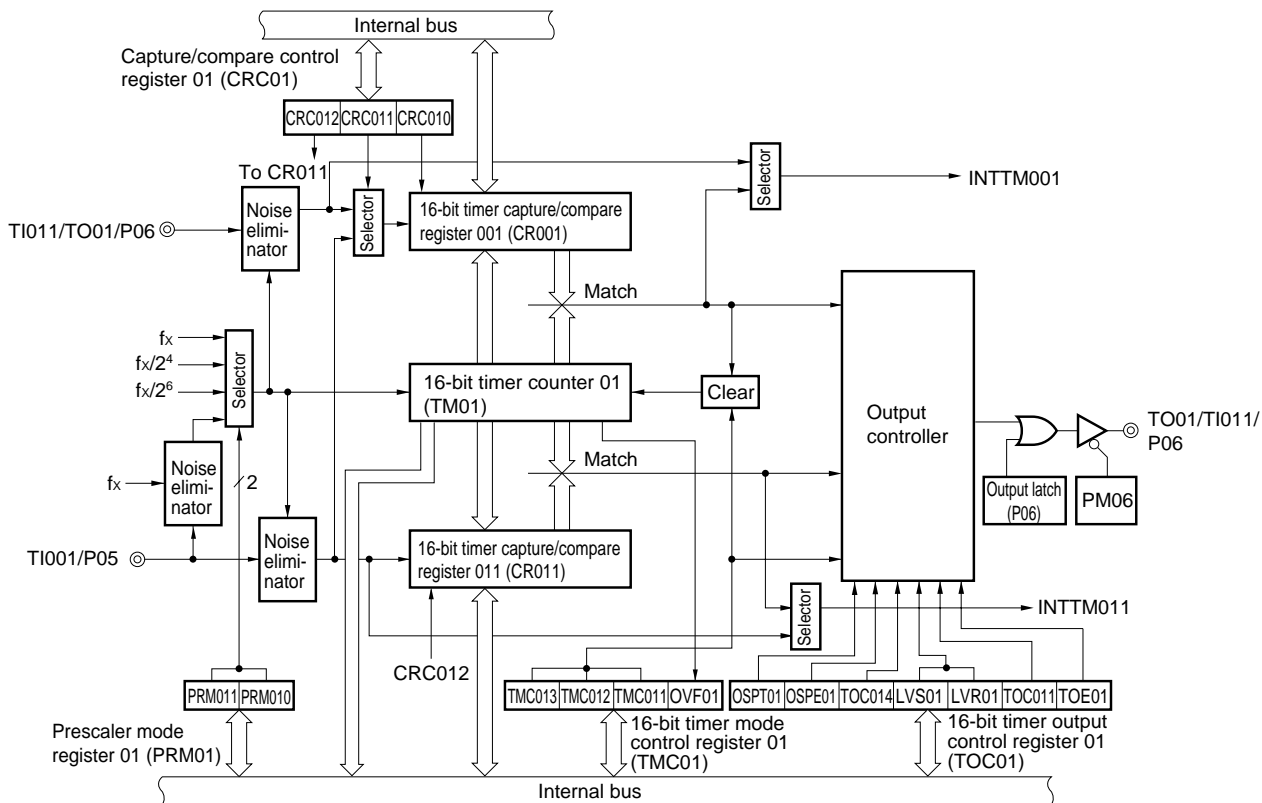 Internal bus
Capture/compare control
register 01 (CRC01)
CRC012 CRC011 CRC010
To CR011
Selector
INTTM001
TI011/TO01/P06
Noise
elimi-
nator
Selector
16-bit timer capture/compare
register 001 (CR001)
Match
fX
fX/2⁴
fX/2⁶
Selector
16-bit timer counter 01
(TM01)
Clear
Output
controller
TO01/TI011/
P06
fX
Noise
elimi-
nator
2
Match
Output latch
(P06)
PM06
TI001/P05
Noise
elimi-
nator
16-bit timer capture/compare
register 011 (CR011)
Selector
INTTM011
CRC012
PRM011 PRM010
TMC013 TMC012 TMC011 OVF01
OSPT01 OSPE01 TOC014 LVS01 LVR01 TOC011 TOE01
Prescaler mode
register 01 (PRM01)
16-bit timer mode
control register 01
(TMC01)
16-bit timer output
control register 01
(TOC01)
Internal bus